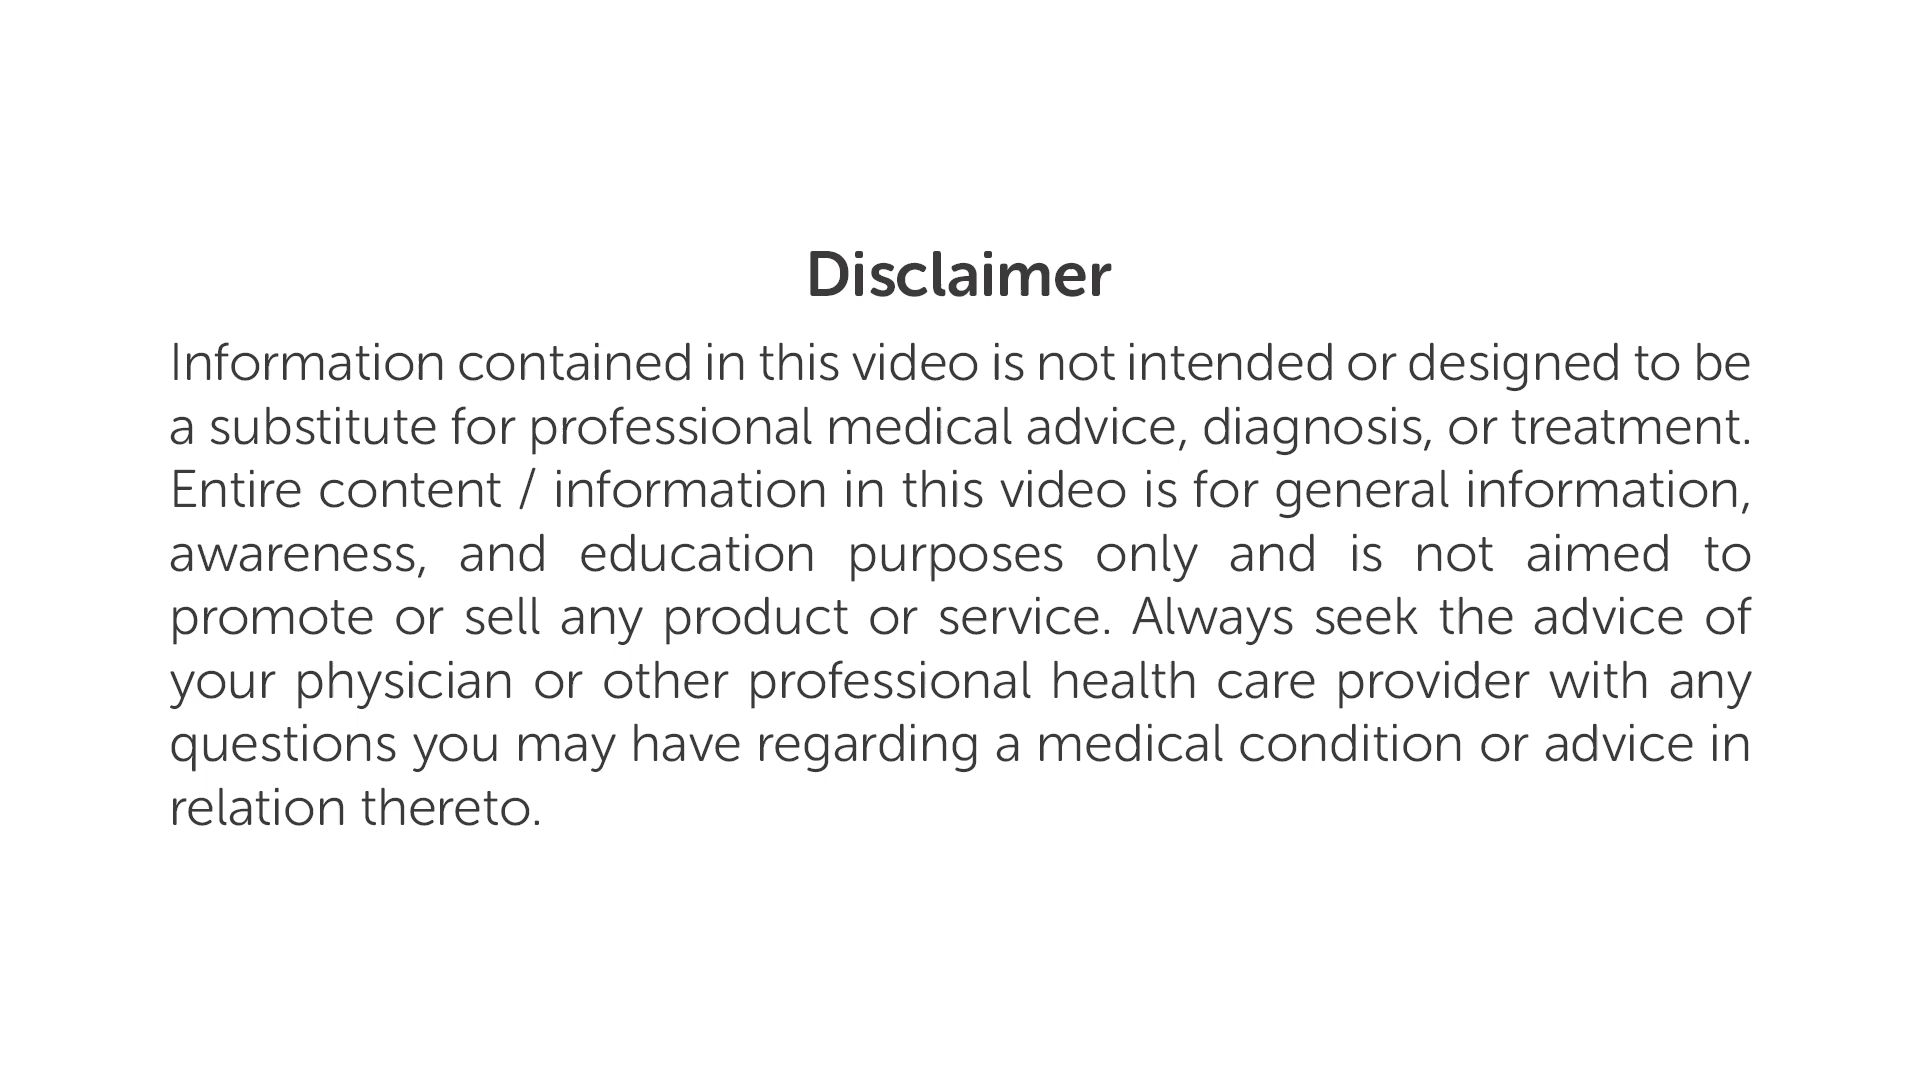 Disclaimer
Information contained in this video is not intended or designed to be
a substitute for professional medical advice, diagnosis, or treatment.
Entire content / information in this video is for general information,
awareness, and education purposes only and is not aimed to
promote or sell any product or service. Always seek the advice of
your physician or other professional health care provider with any
questions you may have regarding a medical condition or advice in
relation thereto.